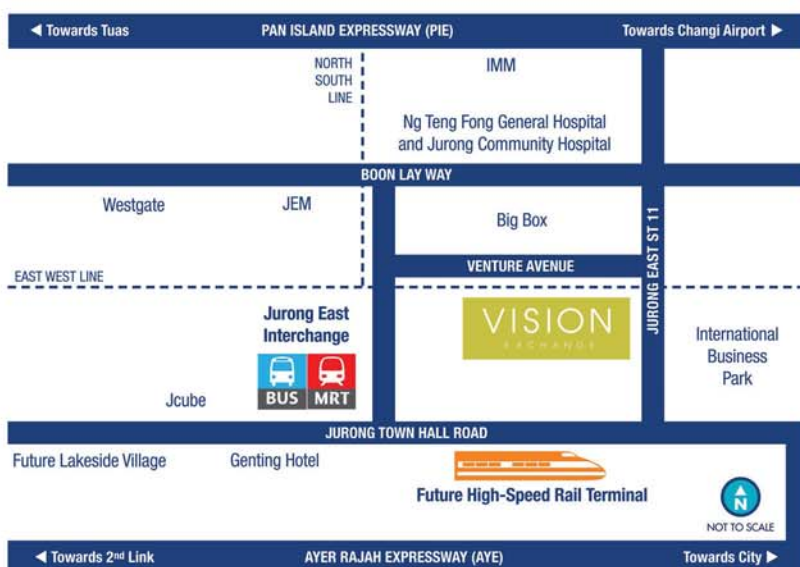 Towards Tuas
PAN ISLAND EXPRESSWAY (PIE)
Towards Changi Airport
NORTH
SOUTH
LINE
IMM
Ng Teng Fong General Hospital
and Jurong Community Hospital
BOON LAY WAY
Westgate
JEM
Big Box
JURONG EAST ST 11
VENTURE AVENUE
EAST WEST LINE
Jurong East
Interchange
BUS
MRT
VISION
EXCHANGE
International
Business
Park
Jcube
JURONG TOWN HALL ROAD
Future Lakeside Village
Genting Hotel
Future High-Speed Rail Terminal
N
NOT TO SCALE
Towards 2nd Link
AYER RAJAH EXPRESSWAY (AYE)
Towards City